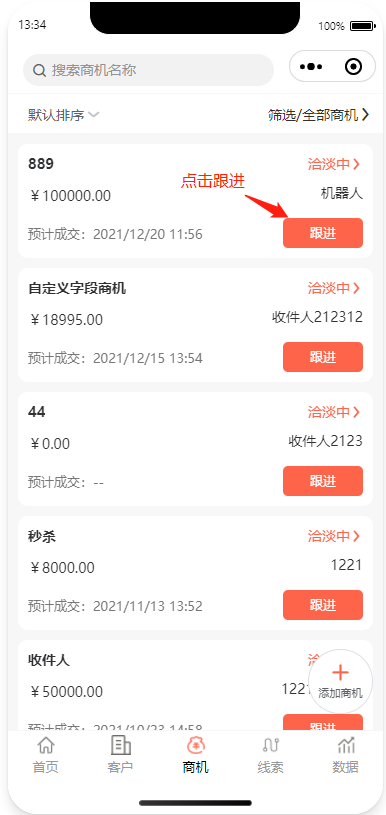 13:34
100%
搜索商机名称
默认排序
筛选/全部商机
889
洽淡中
点击跟进
￥100000.00
机器人
预计成交：2021/12/20 11:56
跟进
自定义字段商机
洽淡中
￥18995.00
收件人212312
预计成交：2021/12/15 13:54
跟进
44
洽淡中
￥0.00
收件人2123
预计成交：--
跟进
秒杀
洽淡中
￥8000.00
1221
预计成交：2021/11/13 13:52
跟进
收件人
￥50000.00
添加商机
预计成交：2021/10/23 14:58
跟进
首页
客户
商机
线索
数据